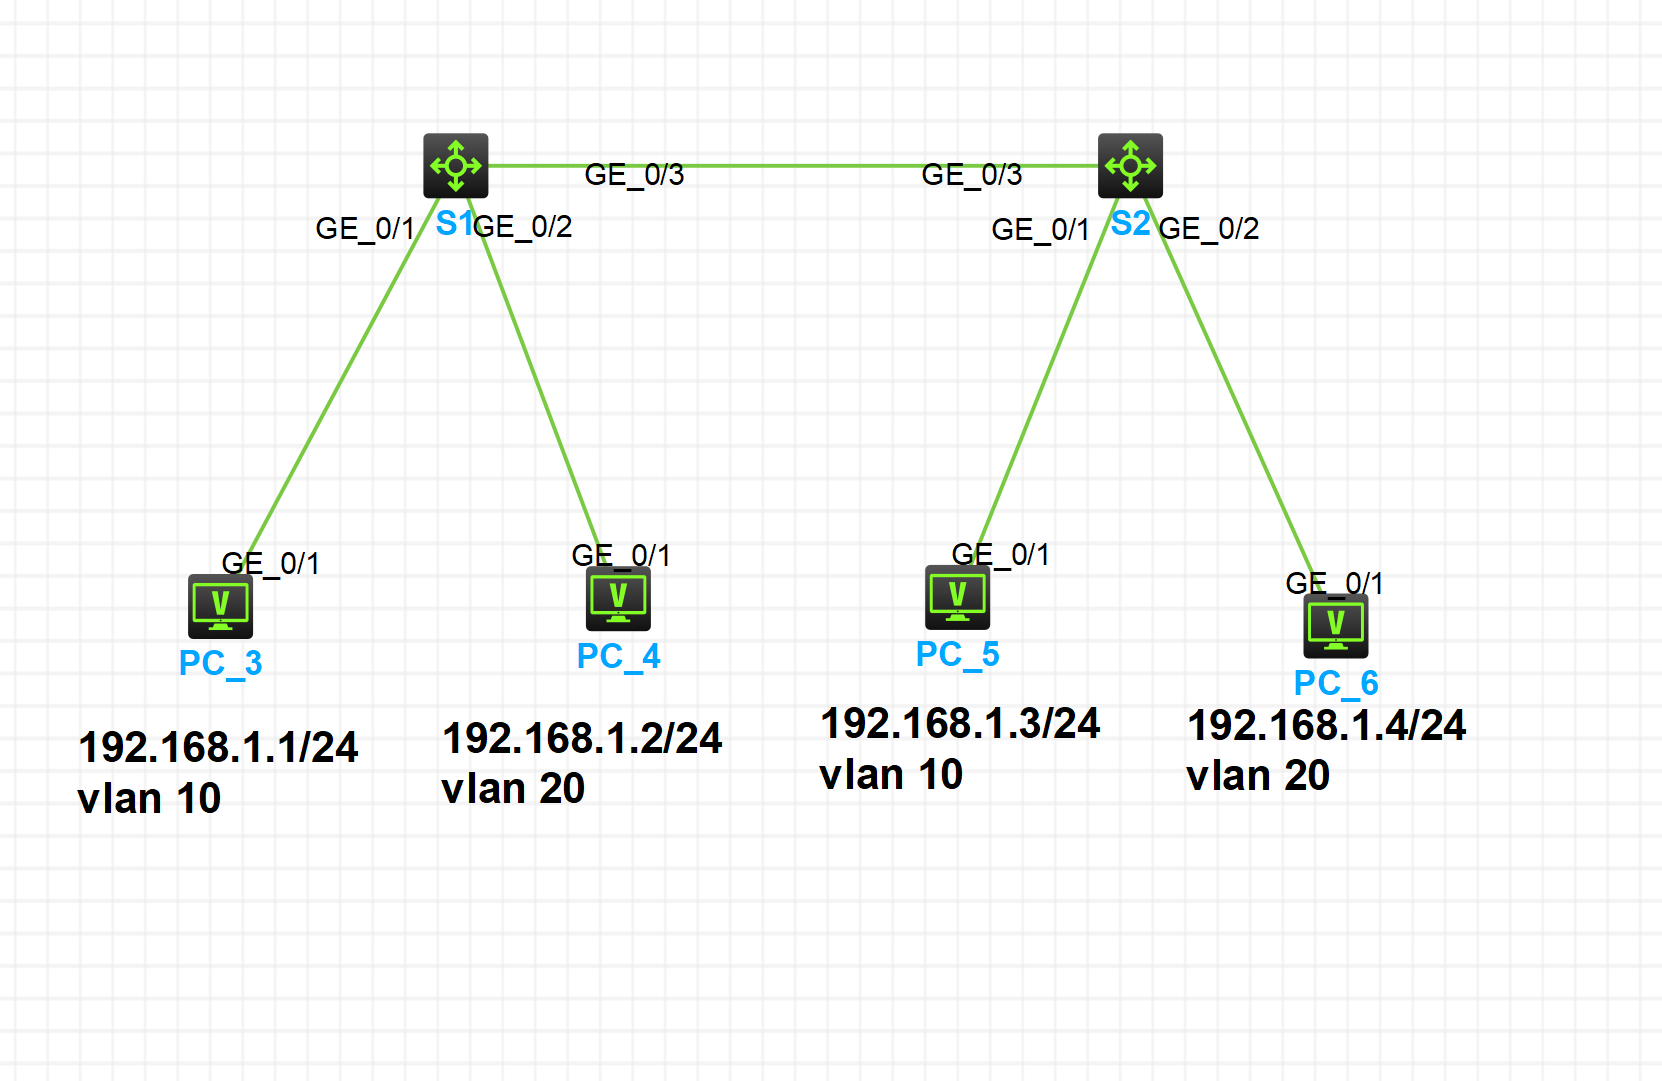 GE_0/3
GE_0/3
S1
S2
GE_0/1
GE_0/2
GE_0/1
GE_0/2
GE_0/1
GE_0/1
GE_0/1
GE_0/1
V
V
V
V
PC_3
PC_4
PC_5
PC_6
192.168.1.1/24
vlan 10
192.168.1.2/24
vlan 20
192.168.1.3/24
vlan 10
192.168.1.4/24
vlan 20